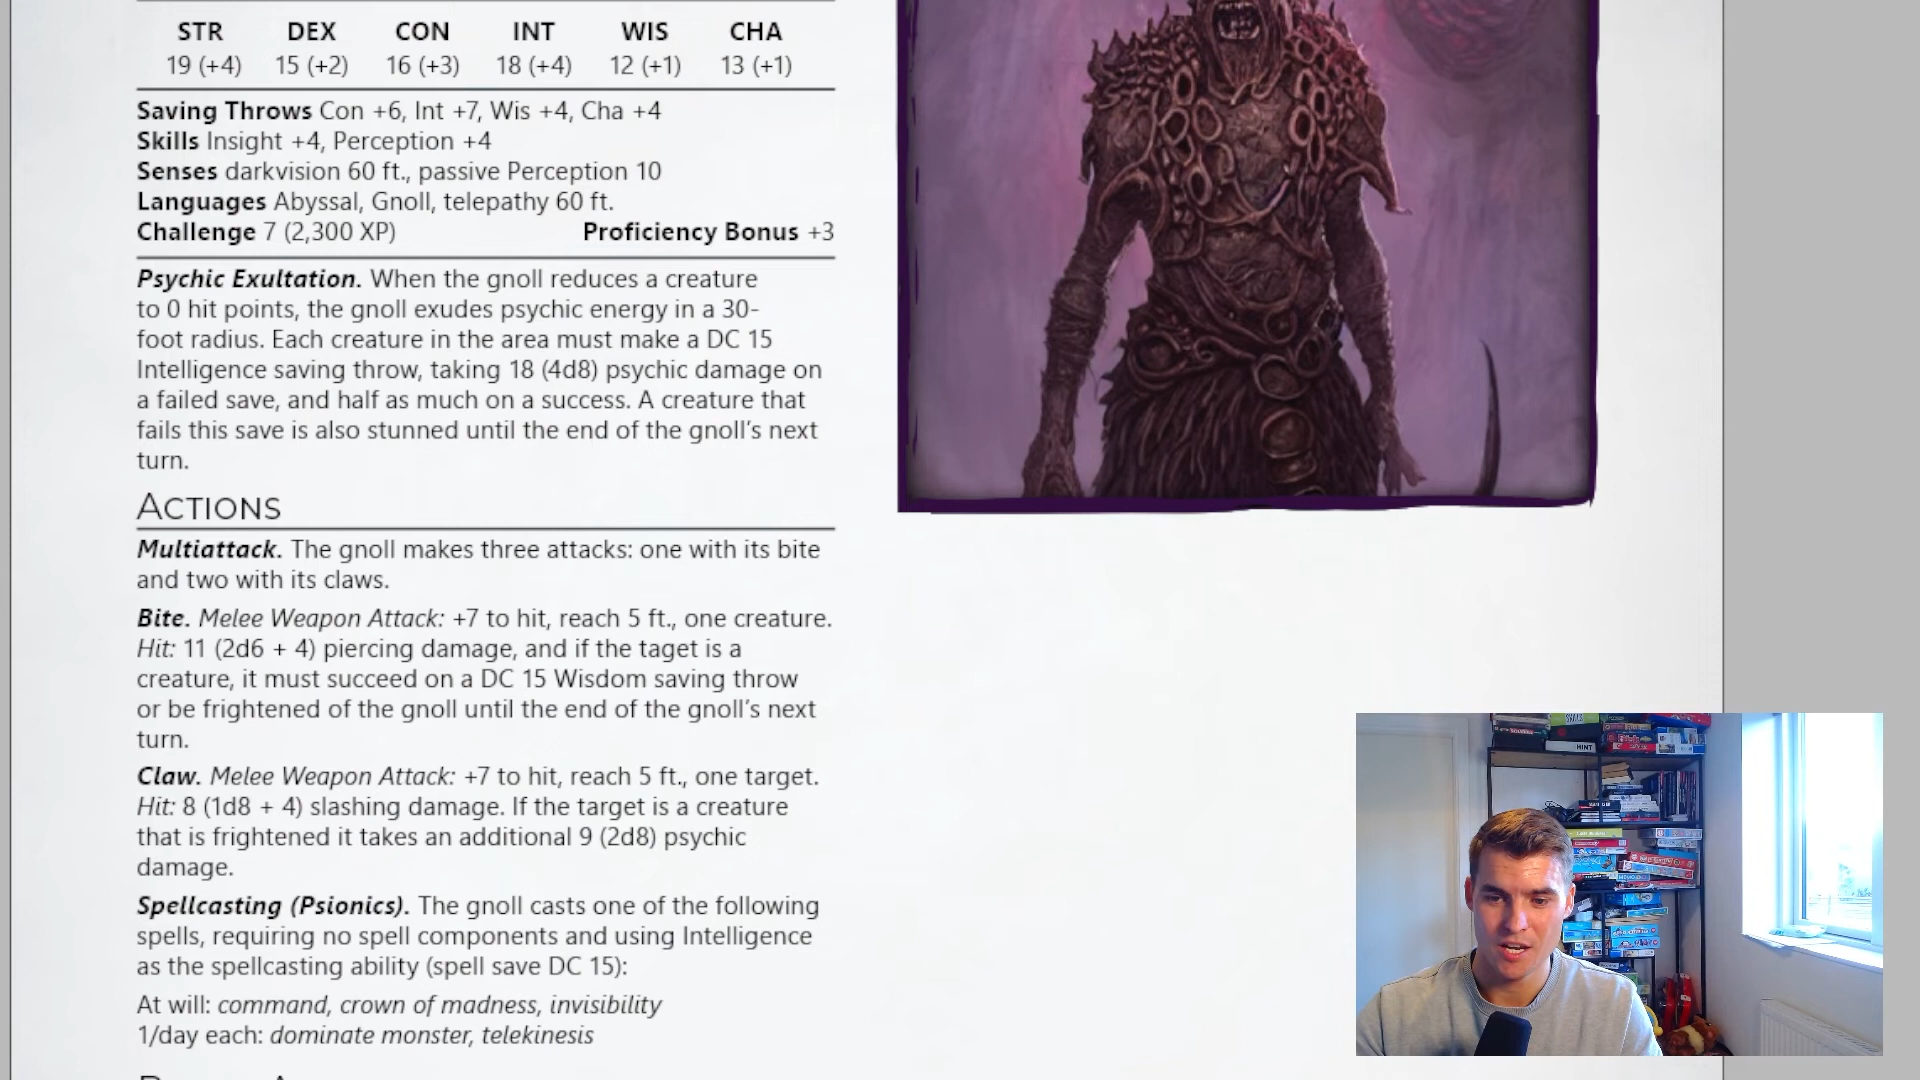 STR DEX CON INT WIS CHA
19 (+4) 15 (+2) 16 (+3) 18 (+4) 12 (+1) 13 (+1)
Saving Throws Con +6, Int +7, Wis +4, Cha +4
Skills Insight +4, Perception +4
Senses darkvision 60 ft., passive Perception 10
Languages Abyssal, Gnoll, telepathy 60 ft.
Challenge 7 (2,300 XP) Proficiency Bonus +3
Psychic Exultation. When the gnoll reduces a creature
to 0 hit points, the gnoll exudes psychic energy in a 30-
foot radius. Each creature in the area must make a DC 15
Intelligence saving throw, taking 18 (4d8) psychic damage on
a failed save, and half as much on a success. A creature that
fails this save is also stunned until the end of the gnoll’s next
turn.
ACTIONS
Multiattack. The gnoll makes three attacks: one with its bite
and two with its claws.
Bite. Melee Weapon Attack: +7 to hit, reach 5 ft., one creature.
Hit: 11 (2d6 + 4) piercing damage, and if the taget is a
creature, it must succeed on a DC 15 Wisdom saving throw
or be frightened of the gnoll until the end of the gnoll’s next
turn.
Claw. Melee Weapon Attack: +7 to hit, reach 5 ft., one target.
Hit: 8 (1d8 + 4) slashing damage. If the target is a creature
that is frightened it takes an additional 9 (2d8) psychic
damage.
Spellcasting (Psionics). The gnoll casts one of the following
spells, requiring no spell components and using Intelligence
as the spellcasting ability (spell save DC 15):
At will: command, crown of madness, invisibility
1/day each: dominate monster, telekinesis
HINT